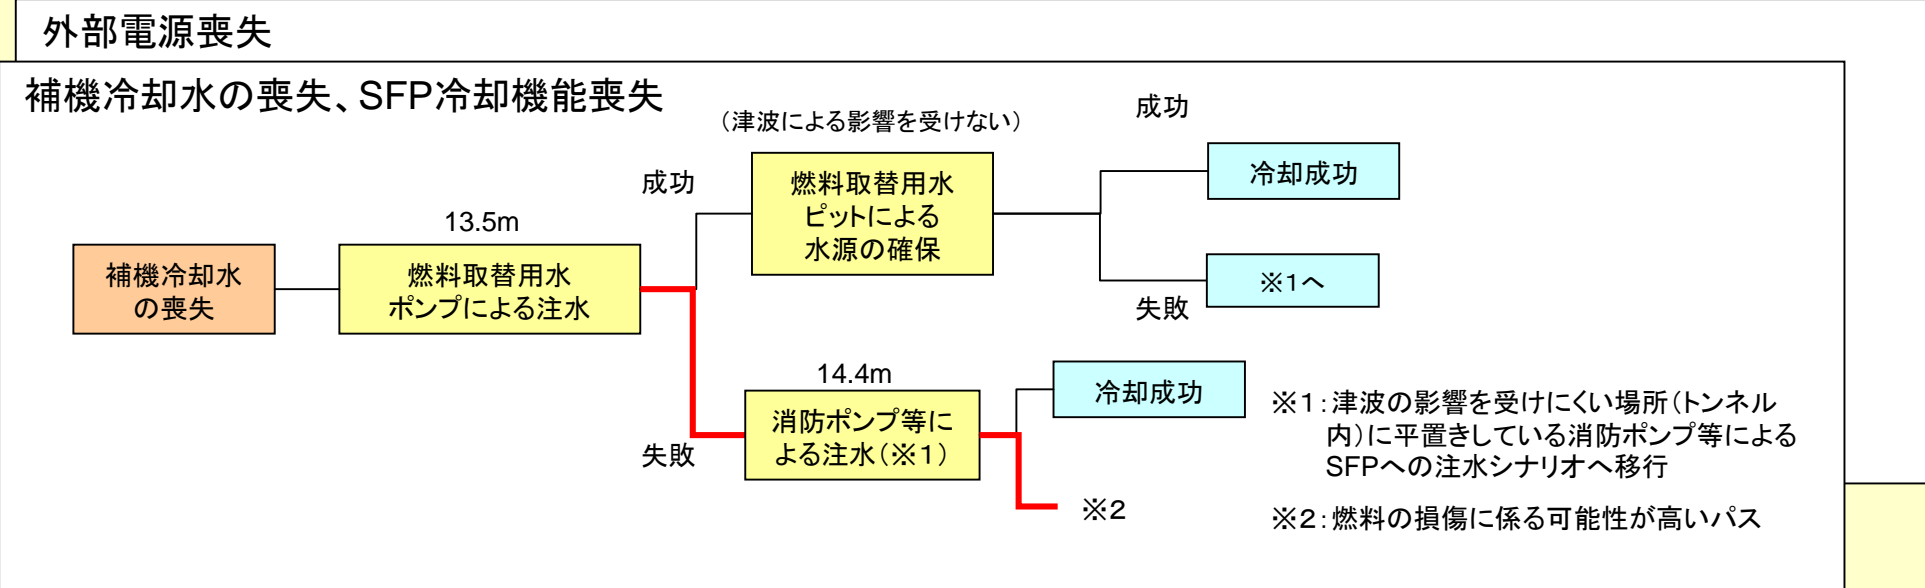 外部電源喪失
補機冷却水の喪失、SFP冷却機能喪失
（津波による影響を受けない）
成功
冷却成功
成功
燃料取替用水
ピットによる
水源の確保
13.5m
補機冷却水
の喪失
燃料取替用水
ポンプによる注水
※1へ
失敗
14.4m
冷却成功
消防ポンプ等に
よる注水（※１）
失敗
※２
※１：津波の影響を受けにくい場所（トンネル
内）に平置きしている消防ポンプ等による
SFPへの注水シナリオへ移行
※２：燃料の損傷に係る可能性が高いパス